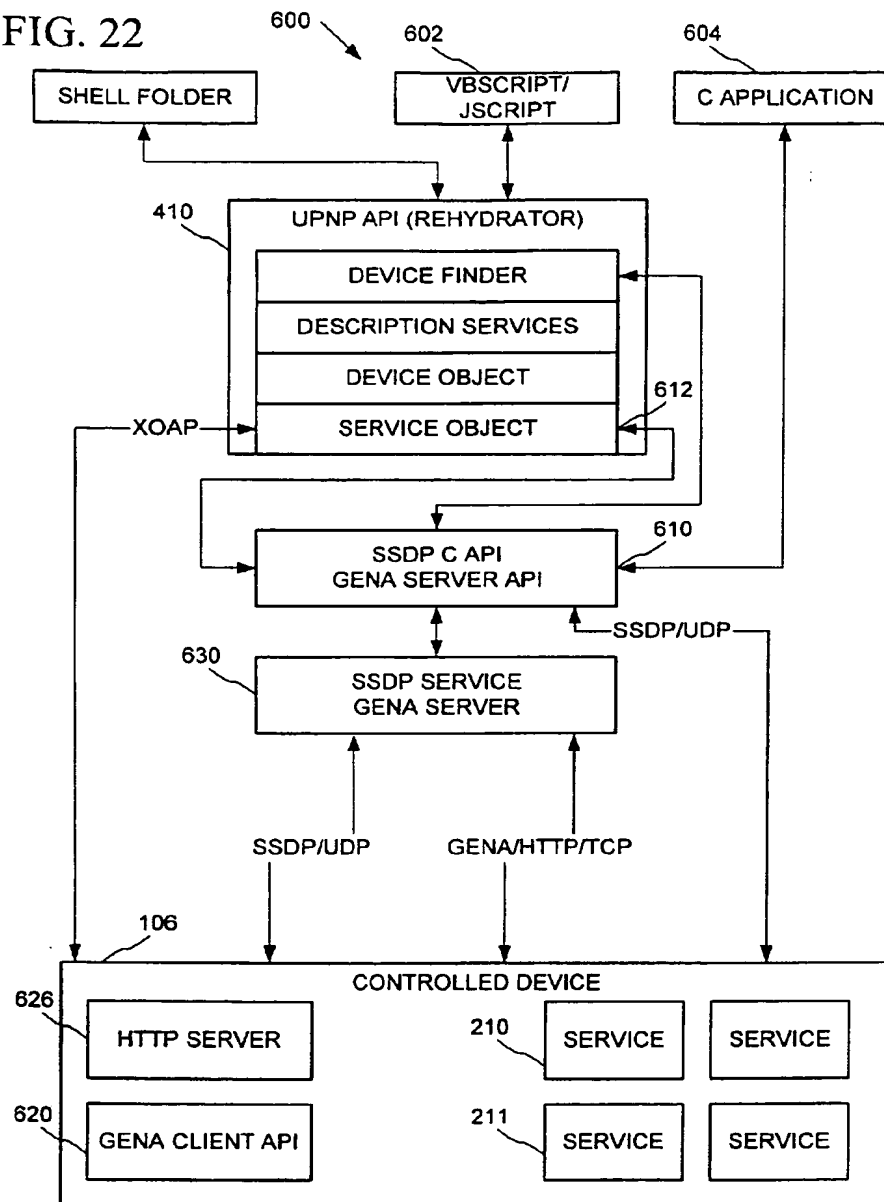 FIG. 22
600
602
604
SHELL FOLDER
VBSCRIPT/
JSCRIPT
C APPLICATION
410
UPNP API (REHYDRATOR)
DEVICE FINDER
DESCRIPTION SERVICES
DEVICE OBJECT
612
XOAP
SERVICE OBJECT
610
SSDP C API
GENA SERVER API
SSDP/UDP
630
SSDP SERVICE
GENA SERVER
SSDP/UDP
GENA/HTTP/TCP
106
CONTROLLED DEVICE
626
HTTP SERVER
210
SERVICE
SERVICE
620
GENA CLIENT API
211
SERVICE
SERVICE